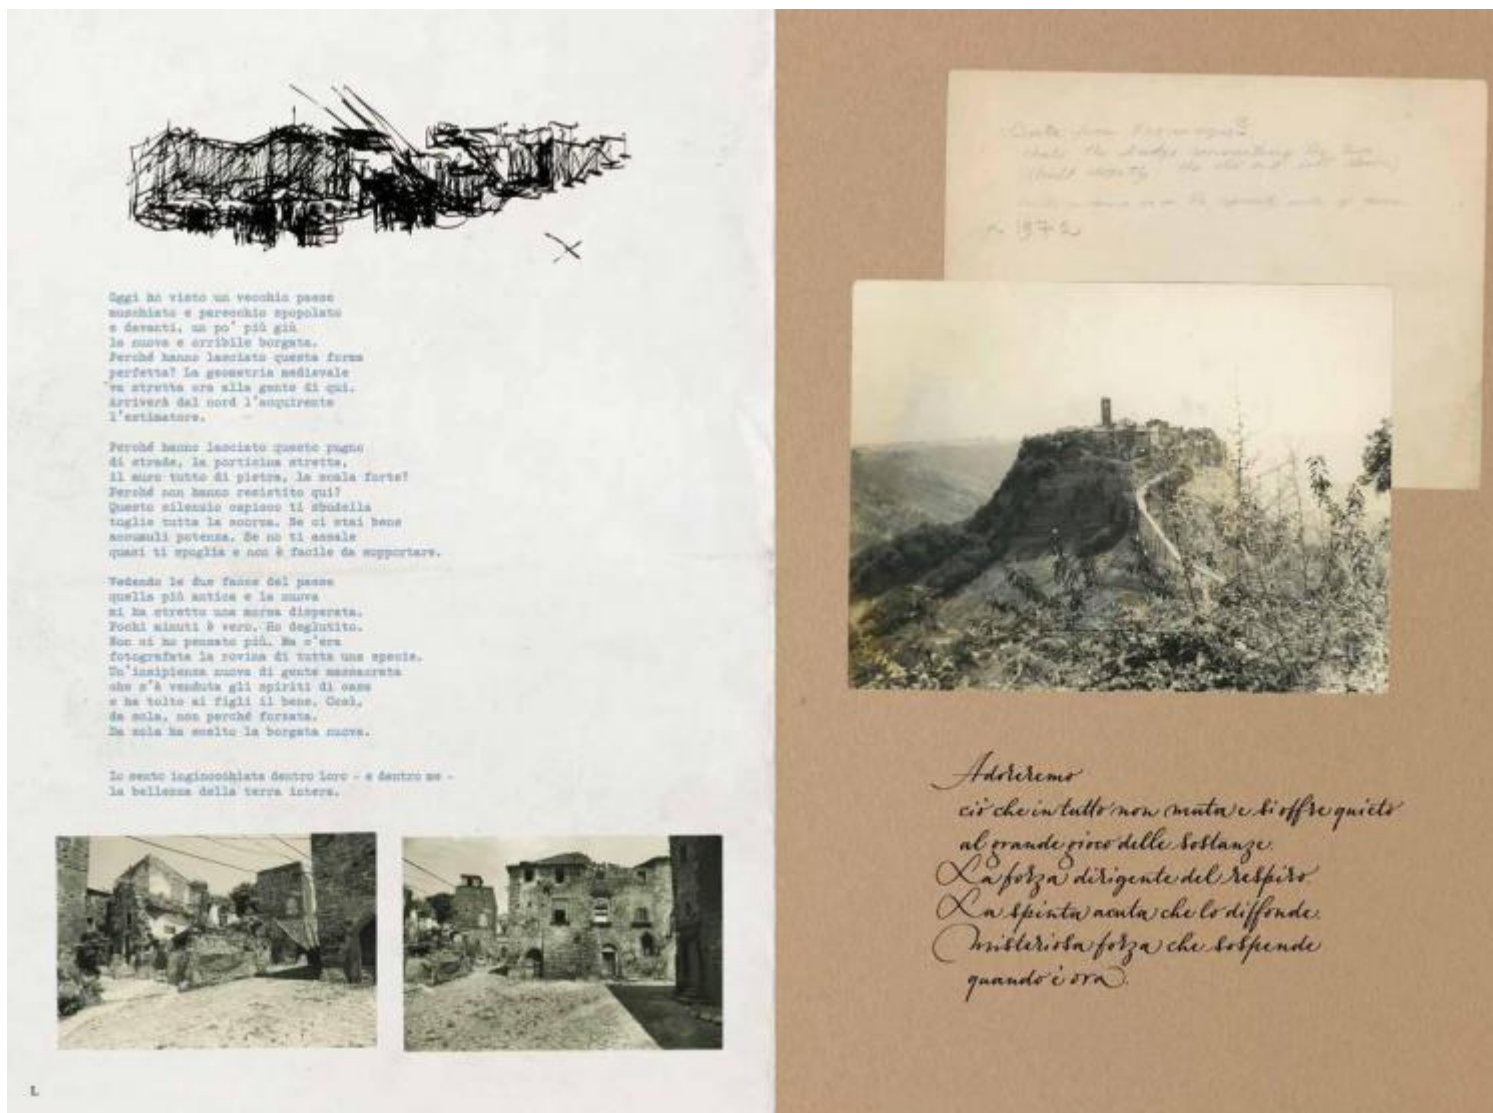 Oggi ho visto un vecchio paese
muschiato e parecchio spopolato
e davanti, un po' più giù
la nuova e orribile borgata.
Perché hanno lasciato questa forma
perfetta? La geometria medievale
va stretta ora alla gente di qui.
Arriverà dal nord l'acquirente
l'estimatore.
Perché hanno lasciato questo pugno
di strade, la porticina stretta,
il muro tutto di pietra, la scala forte?
Perché non hanno resistito qui?
Questo silenzio capisco ti sbudella
toglie tutta la scorza. Se ci stai bene
accumuli potenza. Se no ti assale
quasi ti spoglia e non è facile da sopportare.
Vedendo le due facce del paese
quella più antica e la nuova
mi ha stretto una morsa disperata.
Pochi minuti è vero. Ho deglutito.
Non ci ho pensato più. Ma c'era
fotografata la rovina di tutta una specie.
Un'insipienza nuova di gente massacrata
che s'è venduta gli spiriti di casa
e ha tolto ai figli il bene. Così,
da sola, non perché forzata.
Da sola ha scelto la borgata nuova.
Io sento inginocchiata dentro loro - e dentro me -
la bellezza della terra intera.
L
the bridge connecting the two
1972
Adoreremo
ciò che in tutto non muta e si offre quieto
al grande gioco delle sostanze.
La forza dirigente del respiro
La spinta acuta che lo diffonde.
Misteriosa forza che sospende
quando è ora.